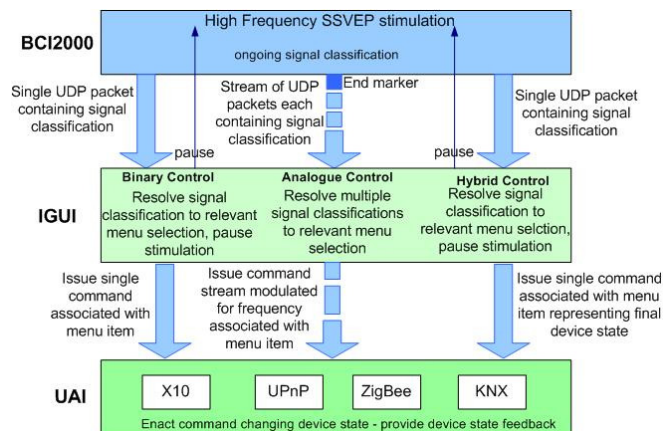 BCI2000
High Frequency SSVEP stimulation
ongoing signal classification
Single UDP packet
containing signal
classification
pause
Stream of UDP
packets each
containing signal
classification
End marker
Single UDP packet
containing signal
classification
pause
IGUI
Binary Control
Resolve signal
classification to relevant
menu selection, pause
stimulation
Analogue Control
Resolve multiple
signal classifications
to relevant menu
selection
Hybrid Control
Resolve signal
classification to
relevant menu selction,
pause stimulation
Issue single
command
associated with
menu item
Issue command
stream modulated
for frequency
associated with
menu item
Issue single command
associated with menu
item representing final
device state
UAI
X10
UPnP
ZigBee
KNX
Enact command changing device state - provide device state feedback